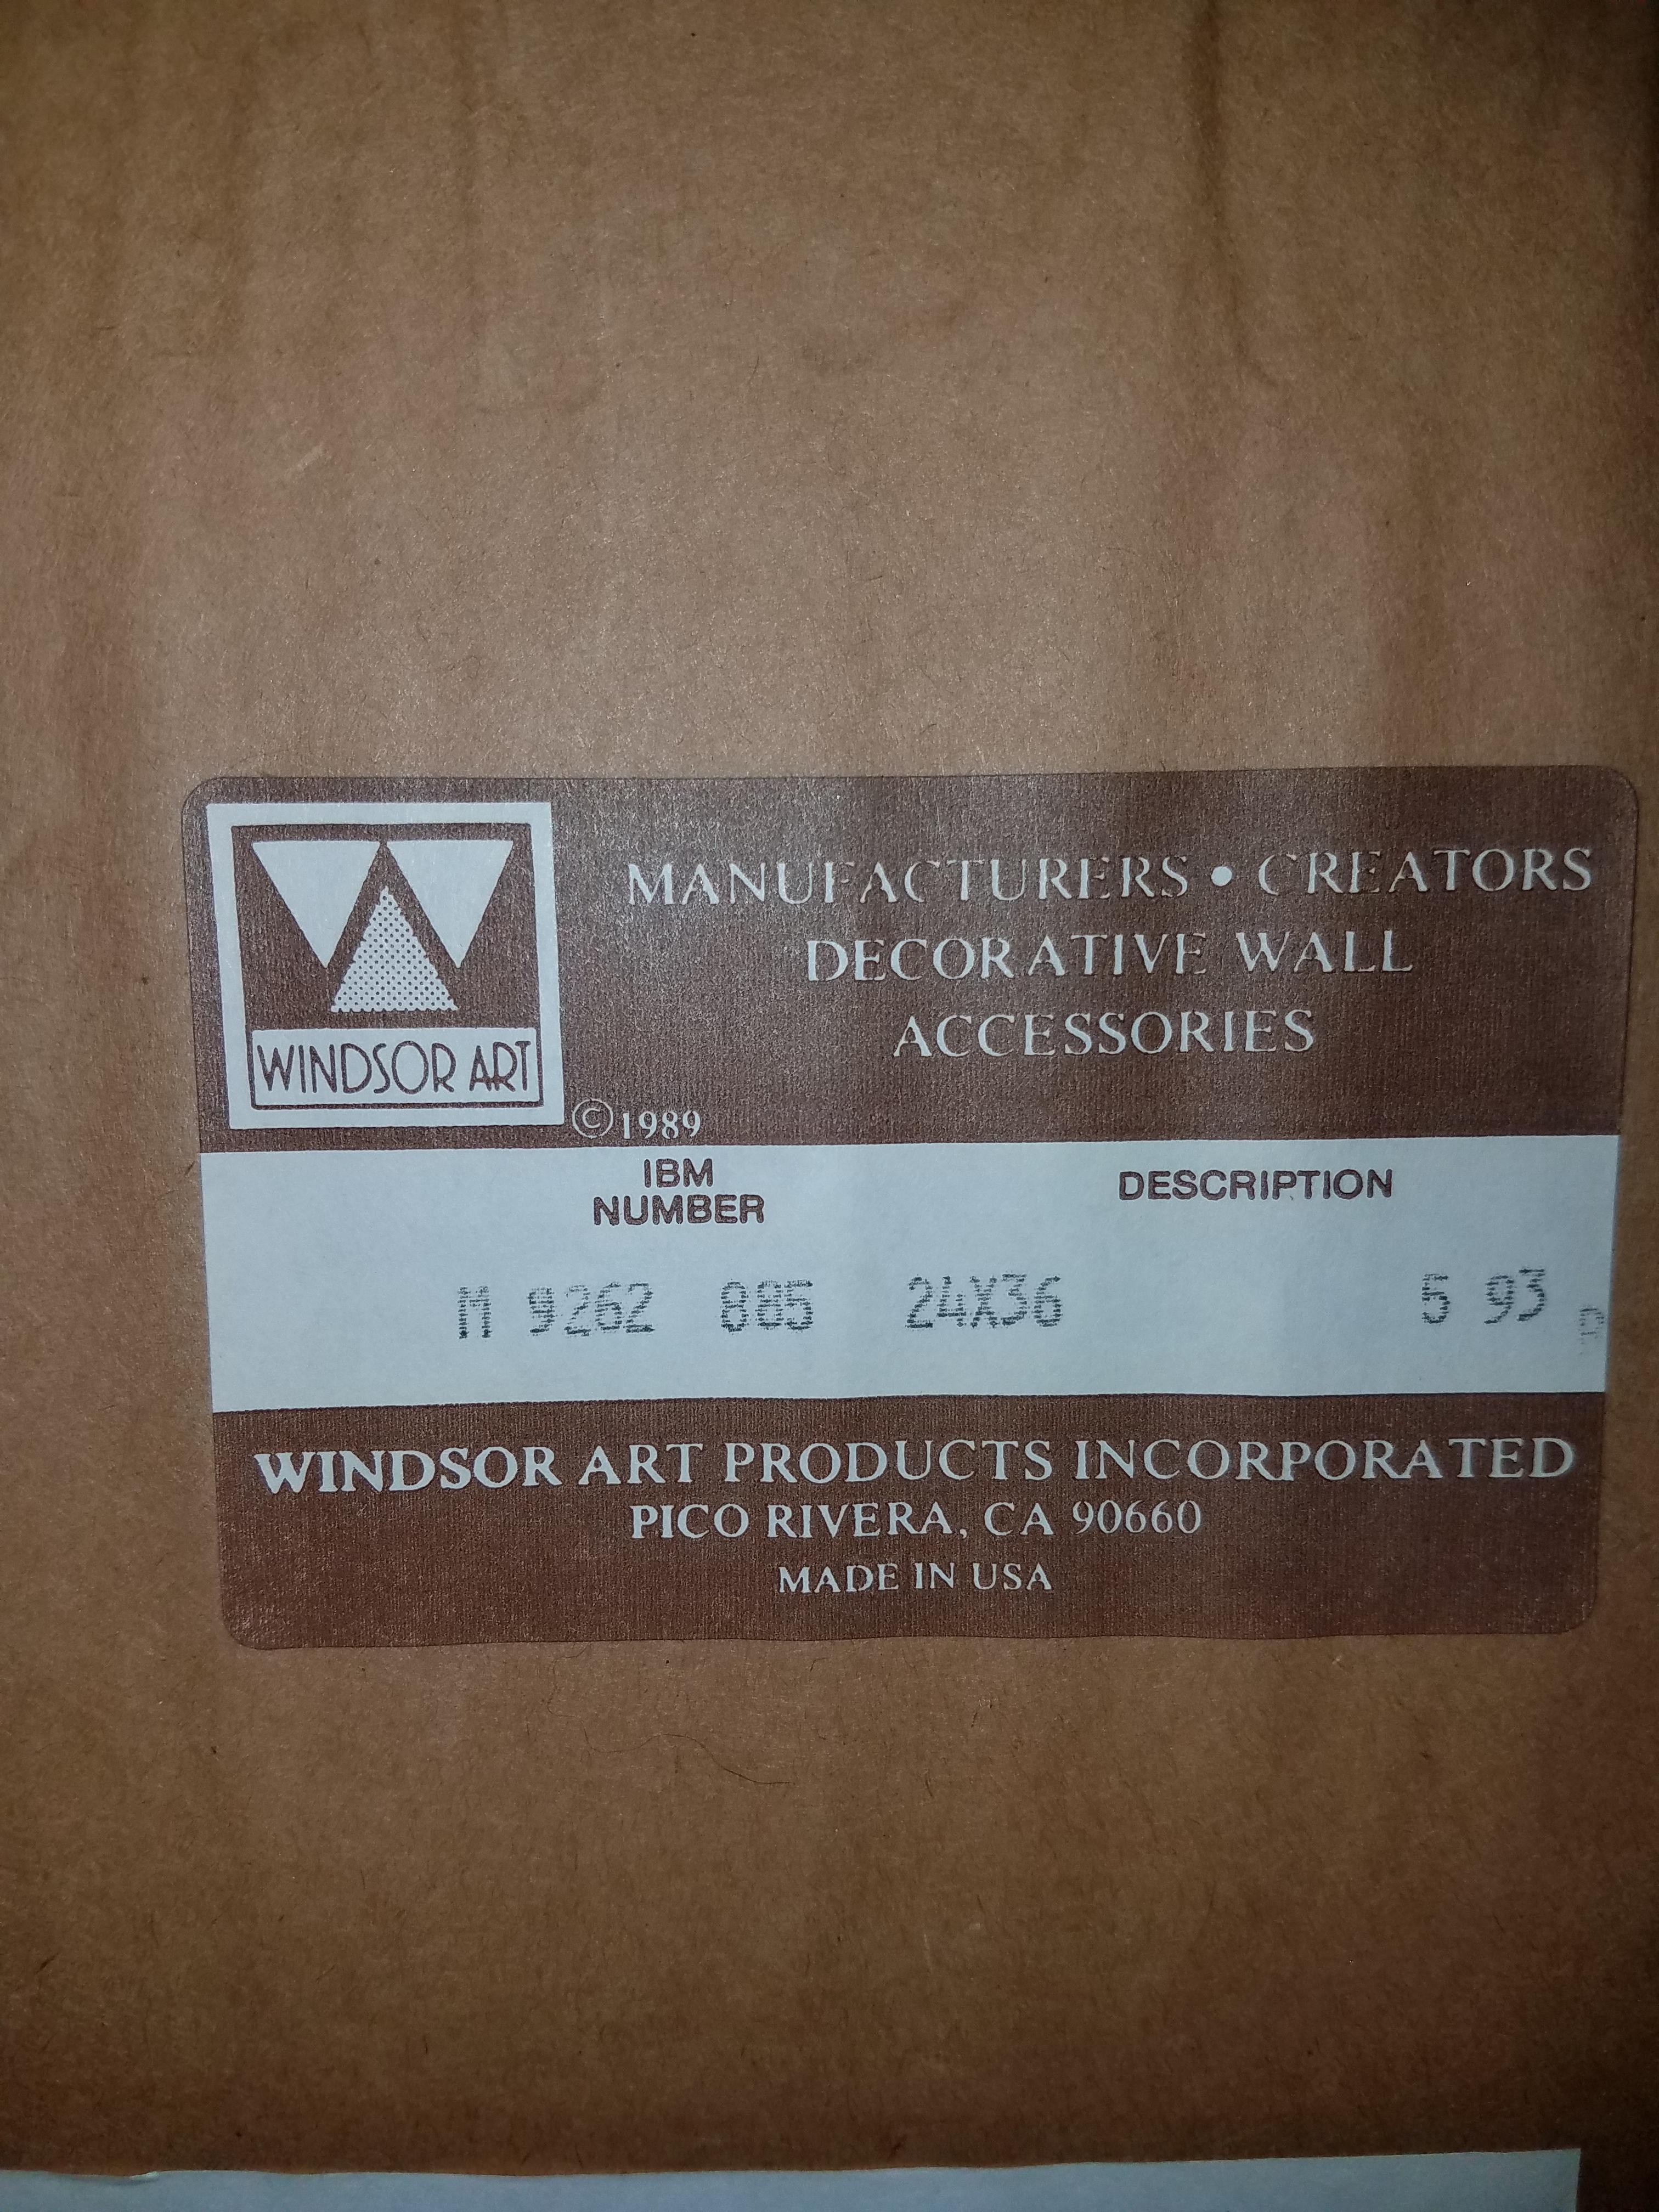 MANUFACTURERS • CREATORS
DECORATIVE WALL
ACCESSORIES
WINDSOR ART
©1989
IBM
NUMBER
DESCRIPTION
M 9262 885 24X36 5 93
WINDSOR ART PRODUCTS INCORPORATED
PICO RIVERA, CA 90660
MADE IN USA